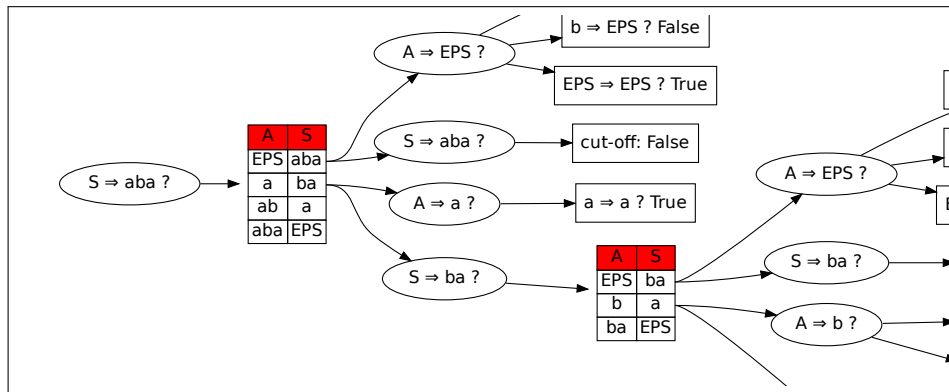 A ⇒ EPS ?
b ⇒ EPS ? False
EPS ⇒ EPS ? True
S ⇒ aba ?
A S
EPS aba
a ba
ab a
aba EPS
S ⇒ aba ?
cut-off: False
A ⇒ a ?
a ⇒ a ? True
S ⇒ ba ?
A S
EPS ba
b a
ba EPS
A ⇒ EPS ?
S ⇒ ba ?
A ⇒ b ?